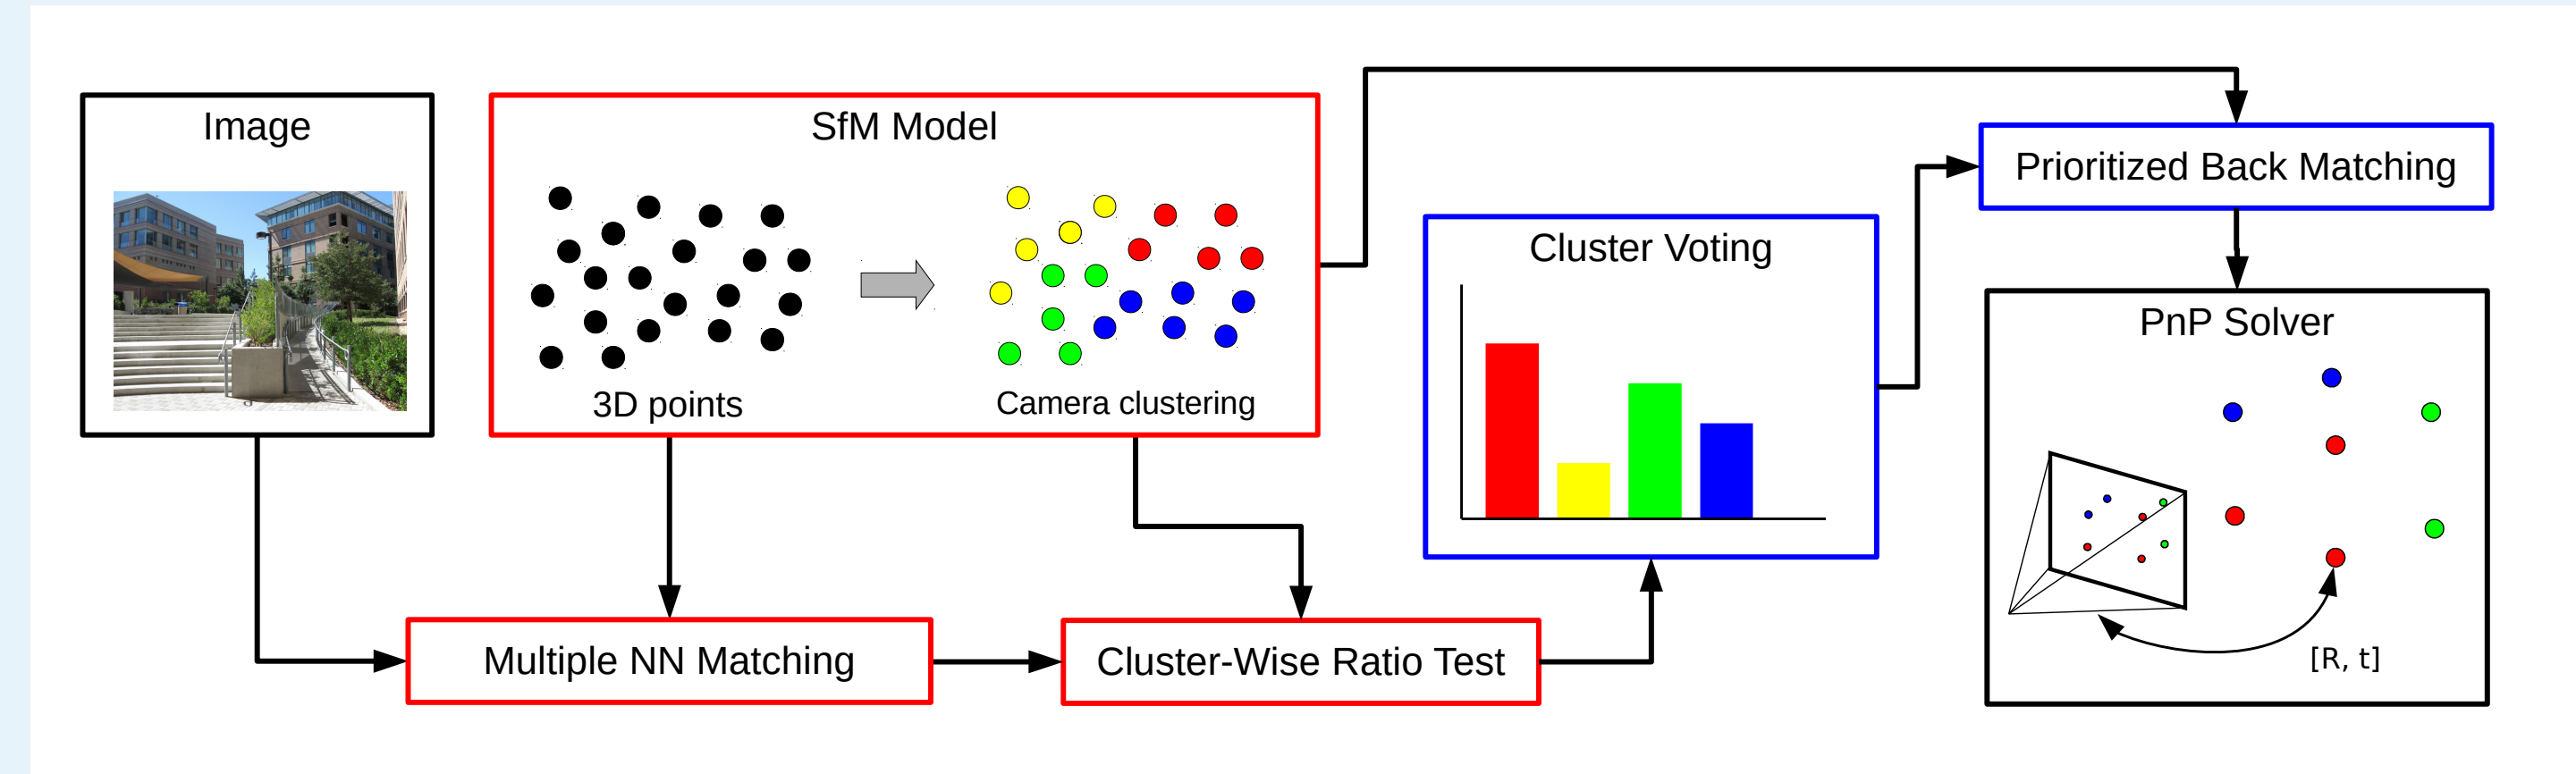 Image
SfM Model
3D points
Camera clustering
Multiple NN Matching
Cluster-Wise Ratio Test
Cluster Voting
Prioritized Back Matching
PnP Solver
[R, t]